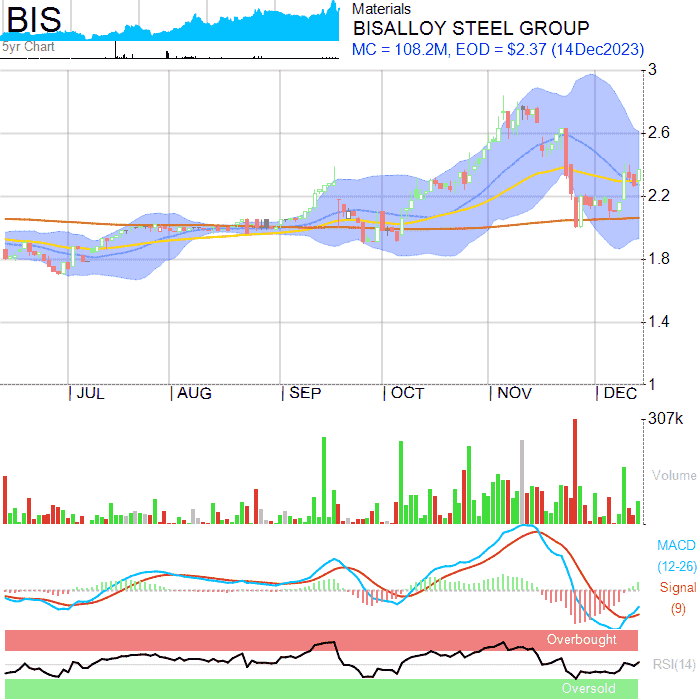 BIS
5yr Chart
Materials
BISALLOY STEEL GROUP
MC = 108.2M, EOD = $2.37 (14Dec2023)
3
2.6
2.2
1.8
1.4
1
JUL AUG SEP OCT NOV DEC
307k
Volume
MACD
(12-26)
Signal
(9)
Overbought
RSI(14)
Oversold